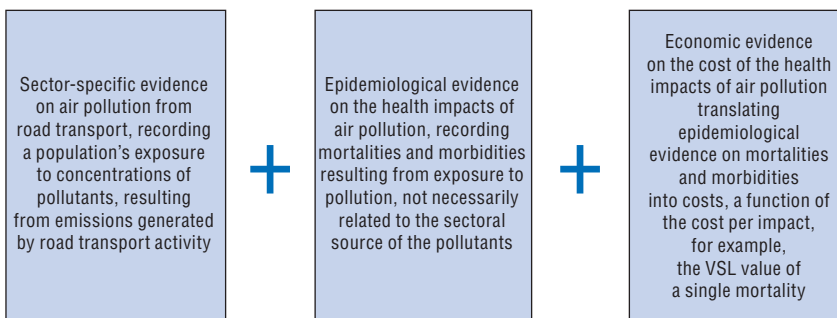 Sector-specific evidence
on air pollution from
road transport, recording
a population's exposure
to concentrations of
pollutants, resulting
from emissions generated
by road transport activity
+
Epidemiological evidence
on the health impacts of
air pollution, recording
mortalities and morbidities
resulting from exposure to
pollution, not necessarily
related to the sectoral
source of the pollutants
+
Economic evidence
on the cost of the health
impacts of air pollution
translating
epidemiological
evidence on mortalities
and morbidities
into costs, a function of
the cost per impact,
for example,
the VSL value of
a single mortality